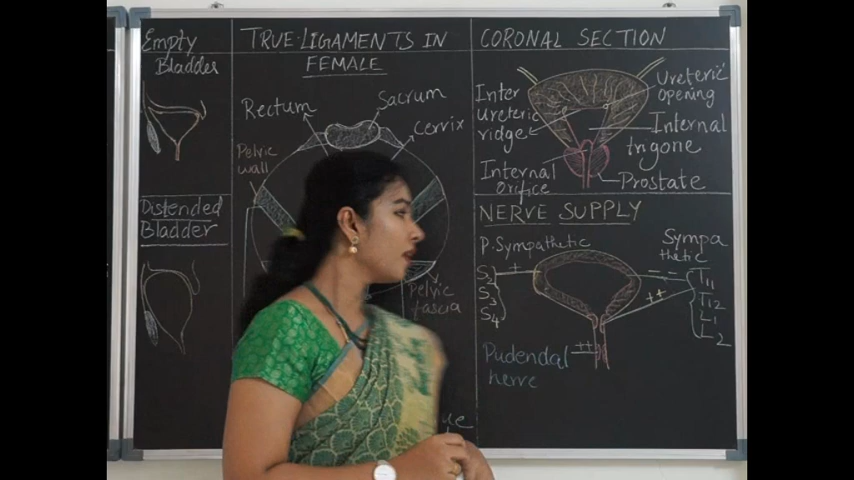 Empty
Bladder
Distended
Bladder
TRUE LIGAMENTS IN
FEMALE
Rectum
Sacrum
Cervix
Pelvic
wall
Pelvic
fascia
CORONAL SECTION
Inter
Ureteric
ridge
Ureteric
opening
Internal
trigone
Internal
Orifice
Prostate
NERVE SUPPLY
P. Sympathetic
Sympa
thetic
+
S2
S3
S4
- -
++
T11
T12
L1
L2
Pudendal
nerve
++